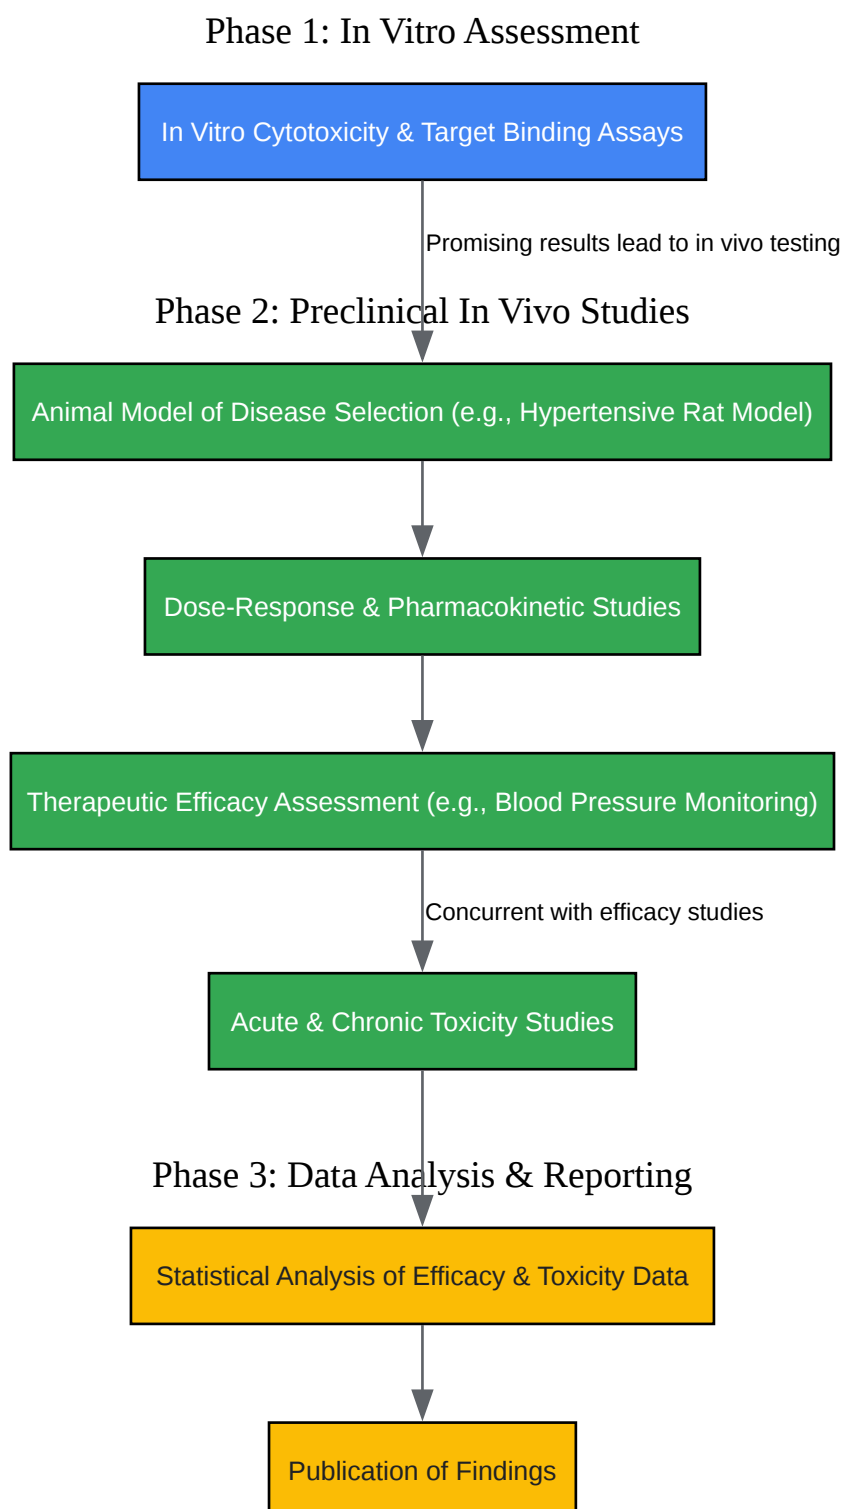 Phase 1: In Vitro Assessment
In Vitro Cytotoxicity & Target Binding Assays
Promising results lead to in vivo testing
Phase 2: Preclinical In Vivo Studies
Animal Model of Disease Selection (e.g., Hypertensive Rat Model)
Dose-Response & Pharmacokinetic Studies
Therapeutic Efficacy Assessment (e.g., Blood Pressure Monitoring)
Concurrent with efficacy studies
Acute & Chronic Toxicity Studies
Phase 3: Data Analysis & Reporting
Statistical Analysis of Efficacy & Toxicity Data
Publication of Findings